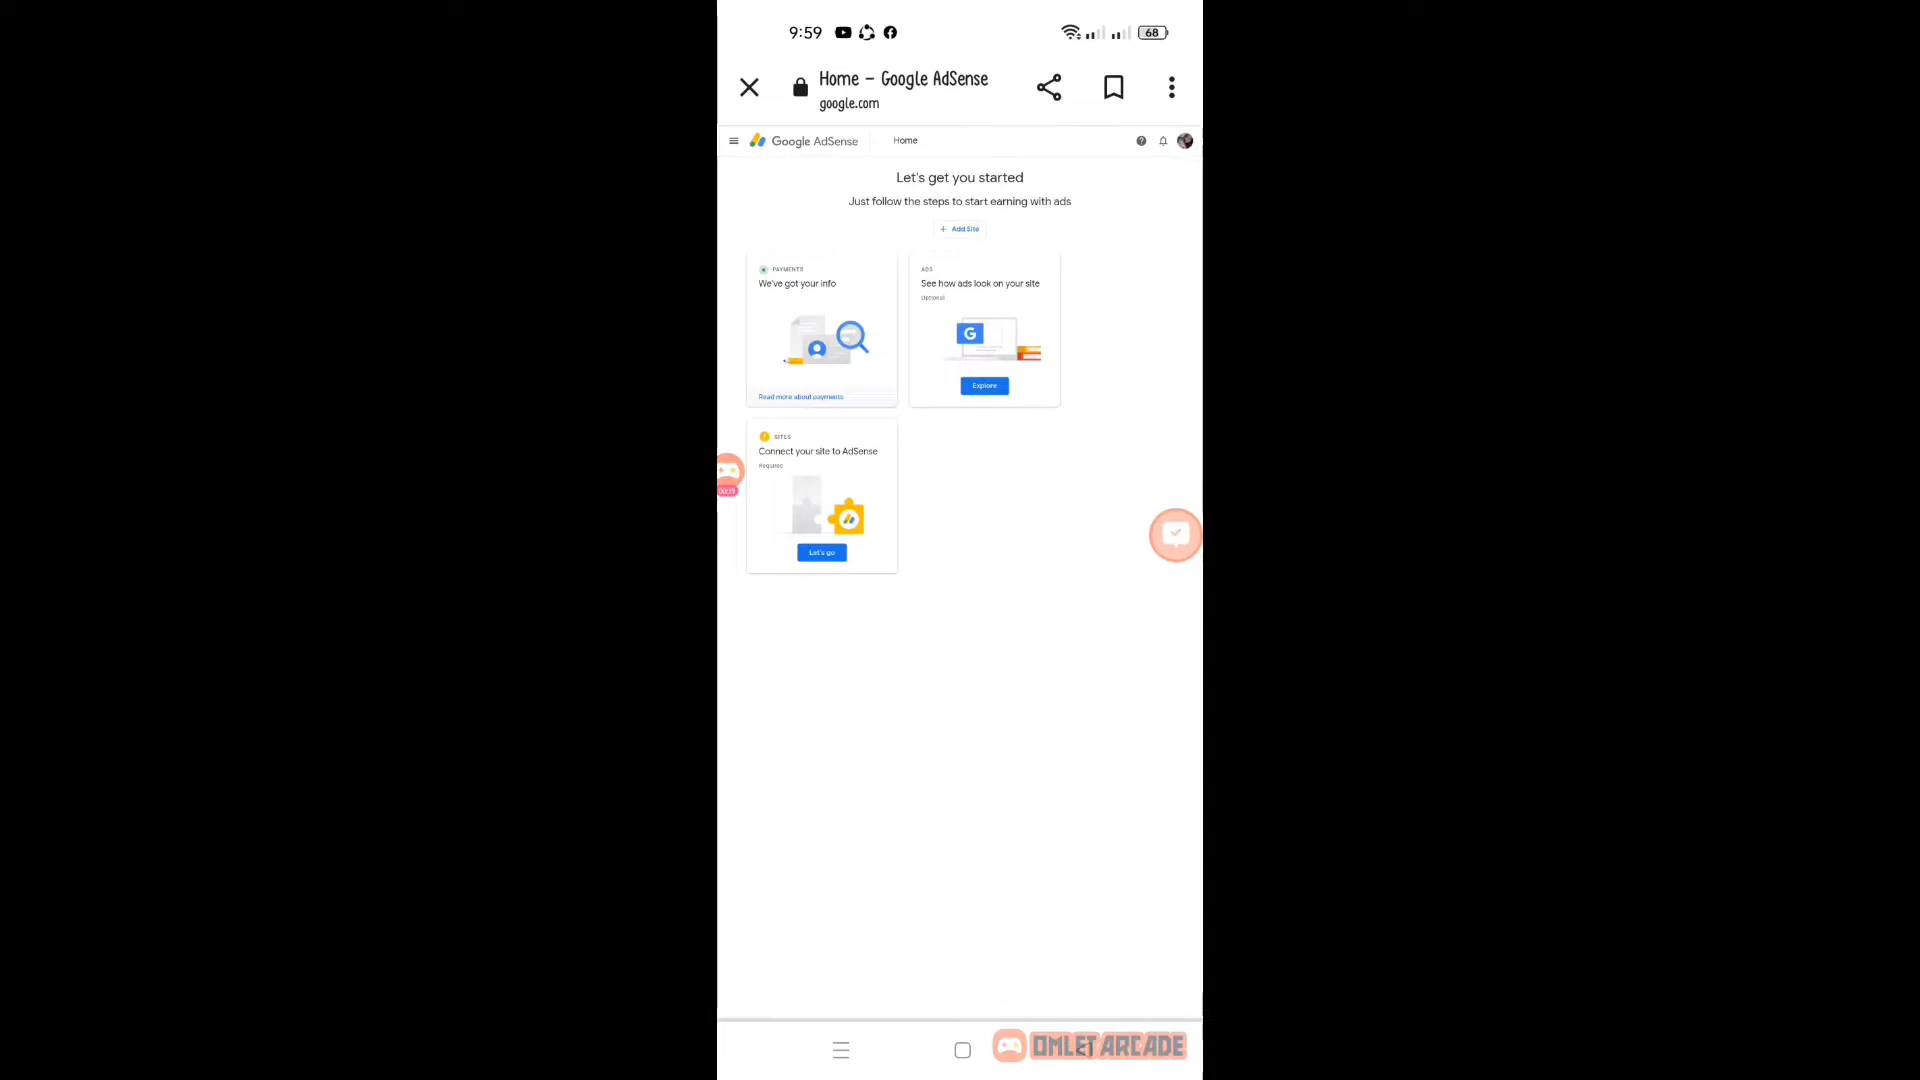 9:59
68
Home – Google AdSense
google.com
Google AdSense
Home
Let's get you started
Just follow the steps to start earning with ads
+ Add Site
PAYMENTS
We've got your info
Read more about payments
ADS
See how ads look on your site
Optional
G
Explore
SITES
Connect your site to AdSense
Required
Let's go
OMLET ARCADE